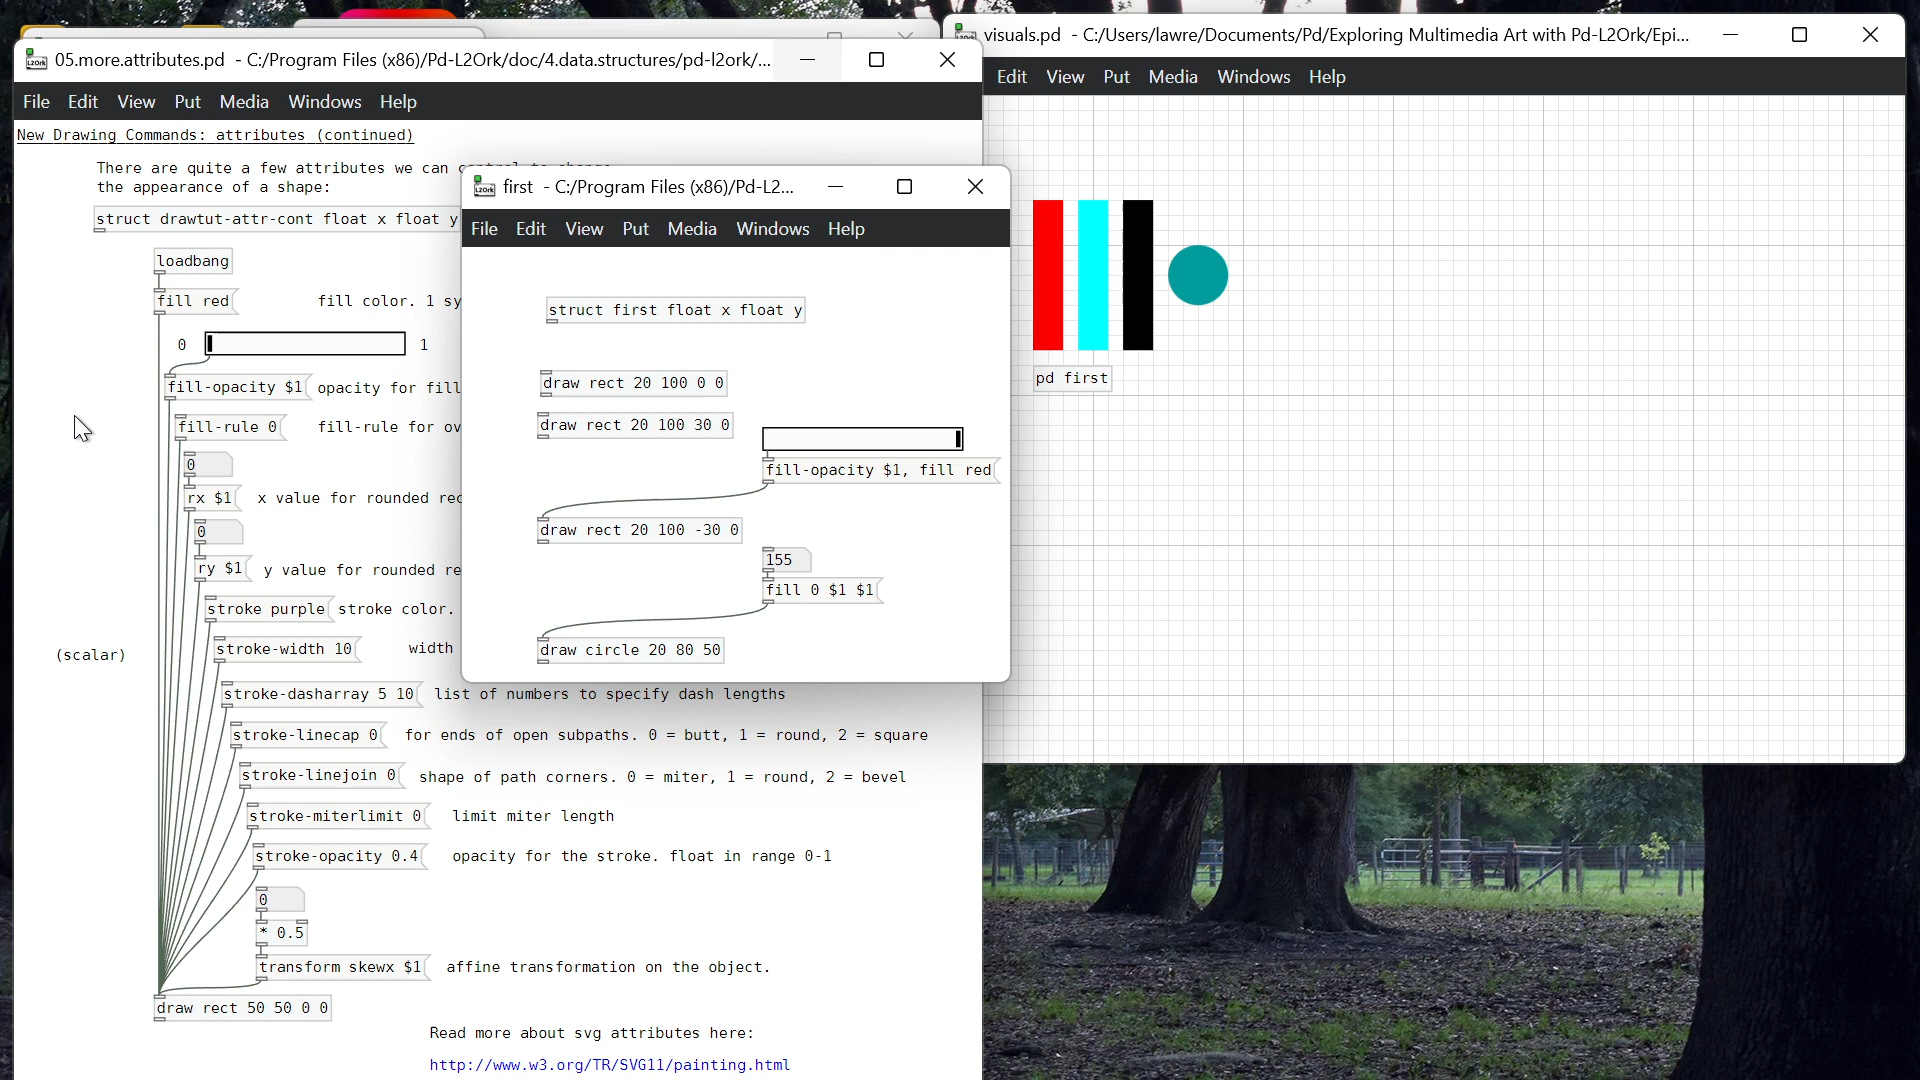 05.more.attributes.pd - C:/Program Files (x86)/Pd-L2Ork/doc/4.data.structures/pd-l2ork/...
File Edit View Put Media Windows Help
New Drawing Commands: attributes (continued)
There are quite a few attributes we can control to change
the appearance of a shape:
struct drawtut-attr-cont float x float y
loadbang
fill red
fill color. 1 sy
0
1
fill-opacity $1
opacity for fill
fill-rule 0
fill-rule for ov
0
rx $1
x value for rounded rec
0
ry $1
y value for rounded re
stroke purple
stroke color.
stroke-width 10
width
(scalar)
stroke-dasharray 5 10
list of numbers to specify dash lengths
stroke-linecap 0
for ends of open subpaths. 0 = butt, 1 = round, 2 = square
stroke-linejoin 0
shape of path corners. 0 = miter, 1 = round, 2 = bevel
stroke-miterlimit 0
limit miter length
stroke-opacity 0.4
opacity for the stroke. float in range 0-1
0
* 0.5
transform skewx $1
affine transformation on the object.
draw rect 50 50 0 0
Read more about svg attributes here:
http://www.w3.org/TR/SVG11/painting.html
first - C:/Program Files (x86)/Pd-L2...
File Edit View Put Media Windows Help
struct first float x float y
draw rect 20 100 0 0
draw rect 20 100 30 0
fill-opacity $1, fill red
draw rect 20 100 -30 0
155
fill 0 $1 $1
draw circle 20 80 50
visuals.pd - C:/Users/lawre/Documents/Pd/Exploring Multimedia Art with Pd-L2Ork/Epi...
Edit View Put Media Windows Help
pd first